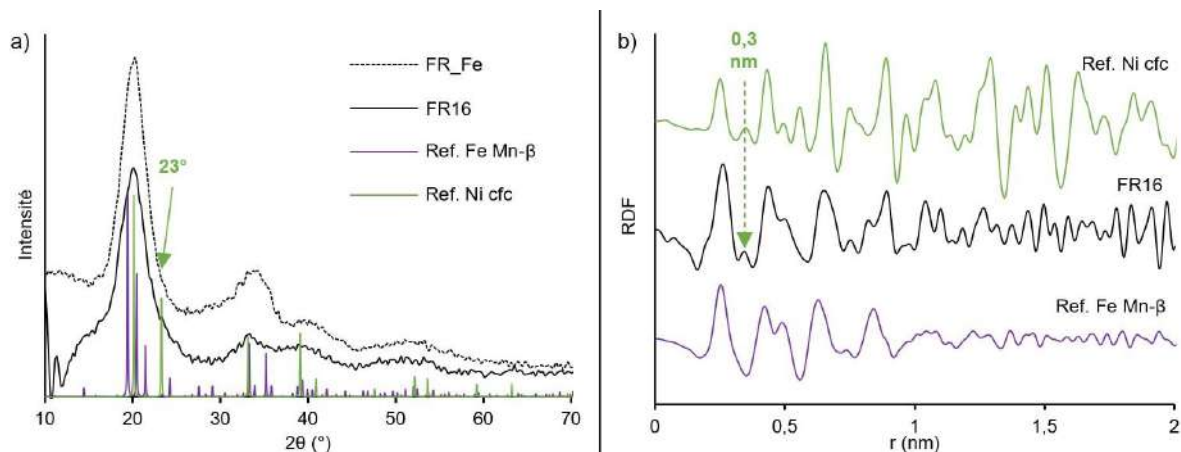 a)
FR_Fe
FR16
Ref. Fe Mn-β
Ref. Ni cfc
23°
Intensité
10 20 30 40 50 60 70
2θ (°)
b)
0,3
nm
Ref. Ni cfc
FR16
Ref. Fe Mn-β
RDF
0 0,5 1 1,5 2
r (nm)